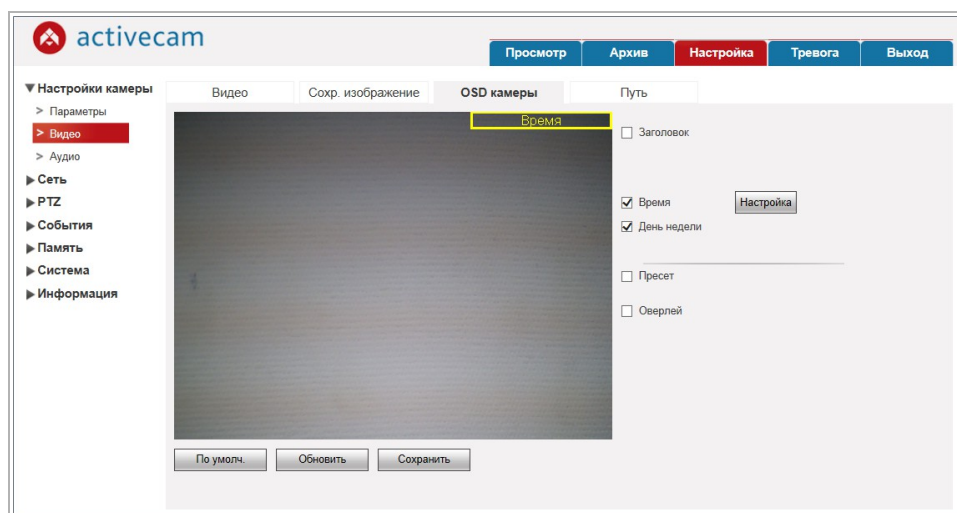 activecam
Просмотр Архив Настройка Тревога Выход
Настройки камеры
> Параметры
> Видео
> Аудио
Сеть
PTZ
События
Память
Система
Информация
Видео Сохр. изображение OSD камеры Путь
Время
Заголовок
Время Настройка
День недели
Пресет
Оверлей
По умолч. Обновить Сохранить